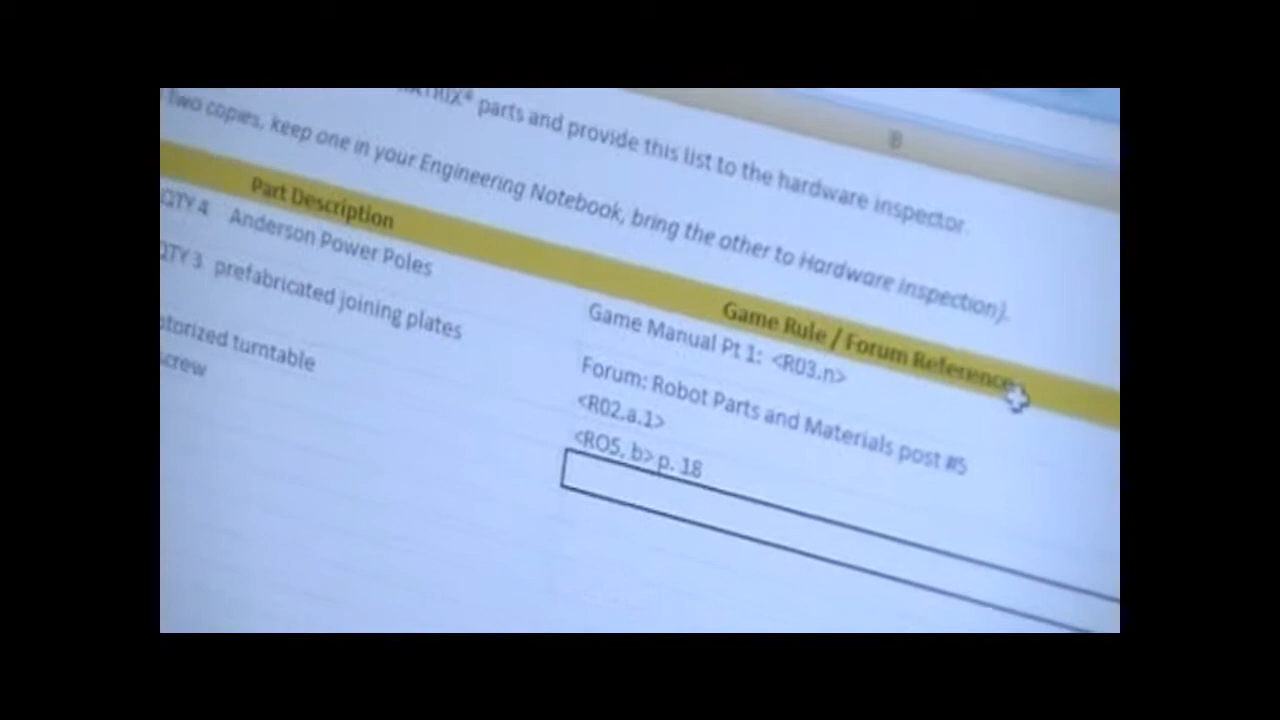 B
parts and provide this list to the hardware inspector.
Two copies, keep one in your Engineering Notebook, bring the other to Hardware inspection).
Part Description Game Rule / Forum Reference
QTY 4 Anderson Power Poles Game Manual Pt 1: <R03.n>
QTY 3 prefabricated joining plates Forum: Robot Parts and Materials post #5
turntable <R02.a.1>
<RO5, b> p. 18